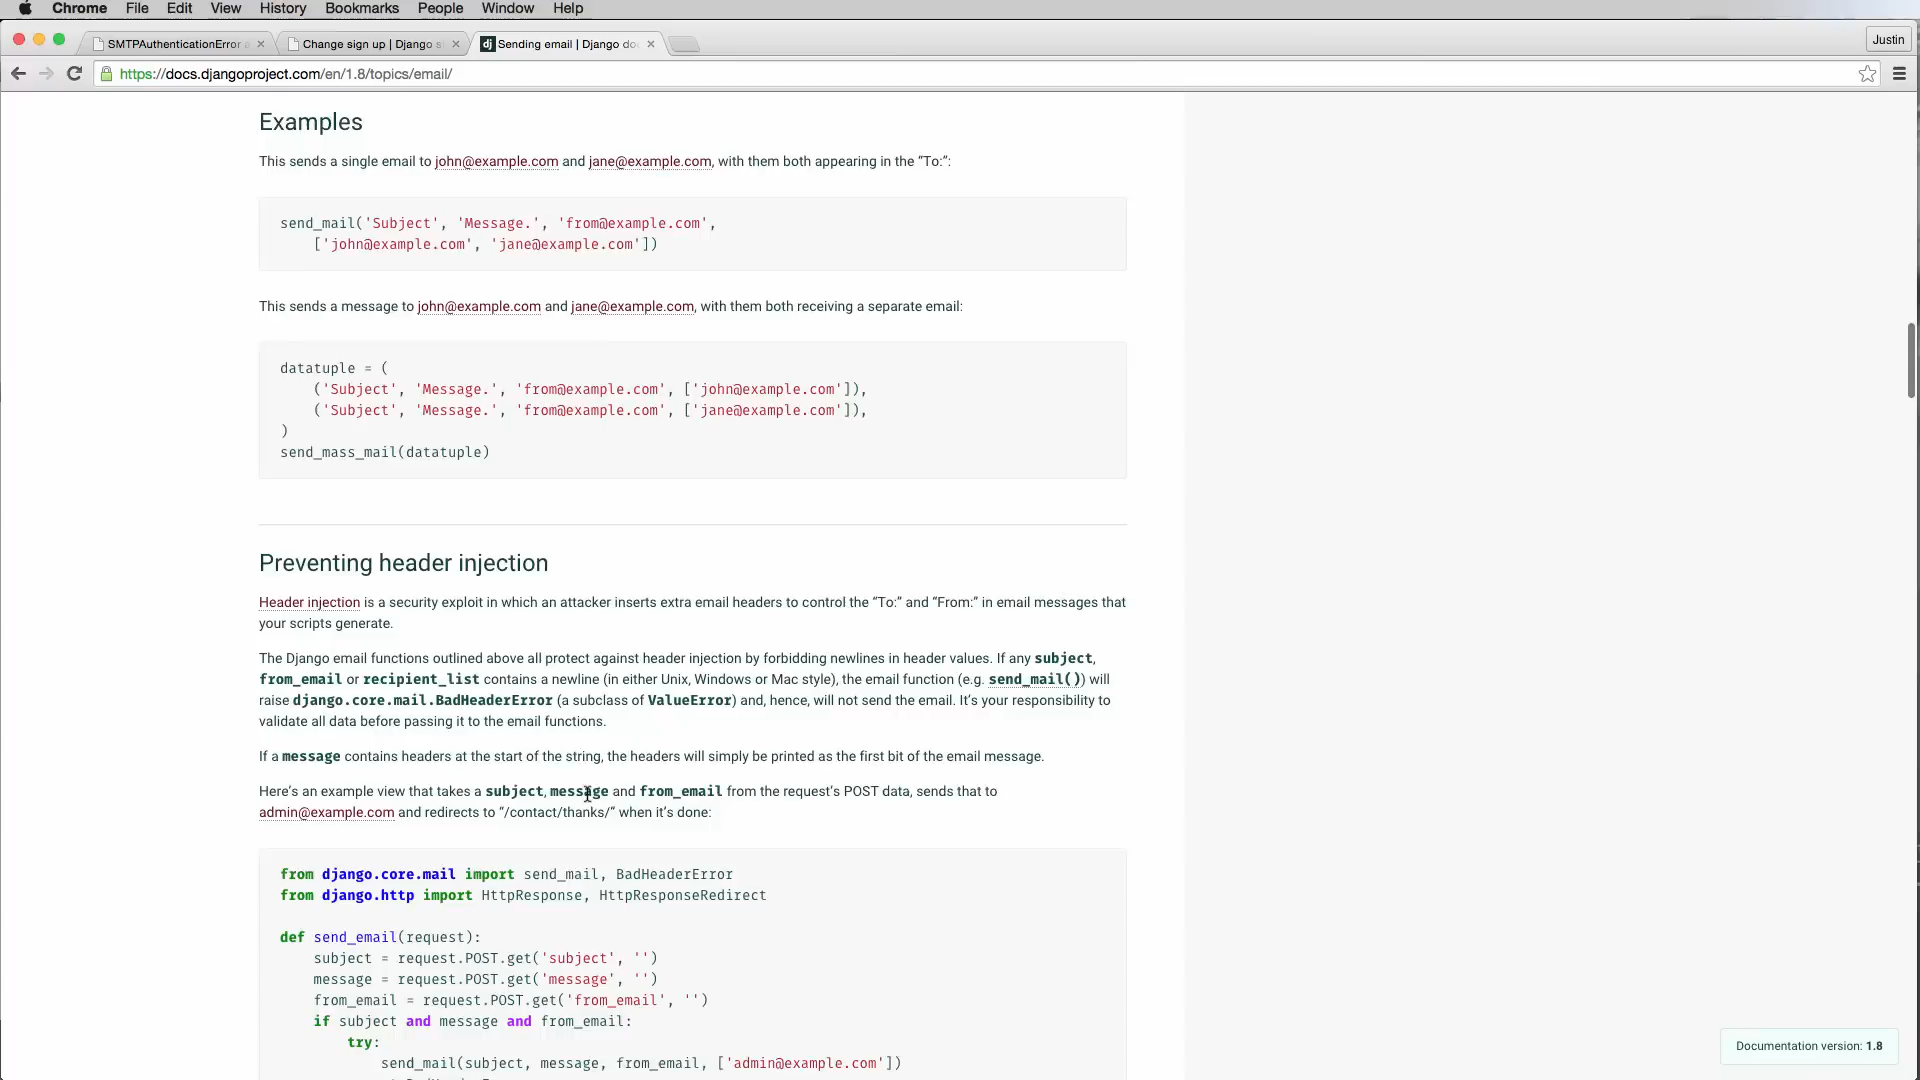 Chrome File Edit View History Bookmarks People Window Help
SMTPAuthenticationError a
Change sign up | Django s
Sending email | Django do
Justin
https://docs.djangoproject.com/en/1.8/topics/email/
Examples
This sends a single email to john@example.com and jane@example.com, with them both appearing in the “To:”:
send_mail('Subject', 'Message.', 'from@example.com',
['john@example.com', 'jane@example.com'])
This sends a message to john@example.com and jane@example.com, with them both receiving a separate email:
datatuple = (
('Subject', 'Message.', 'from@example.com', ['john@example.com']),
('Subject', 'Message.', 'from@example.com', ['jane@example.com']),
)
send_mass_mail(datatuple)
Preventing header injection
Header injection is a security exploit in which an attacker inserts extra email headers to control the “To:” and “From:” in email messages that
your scripts generate.
The Django email functions outlined above all protect against header injection by forbidding newlines in header values. If any subject,
from_email or recipient_list contains a newline (in either Unix, Windows or Mac style), the email function (e.g. send_mail()) will
raise django.core.mail.BadHeaderError (a subclass of ValueError) and, hence, will not send the email. It’s your responsibility to
validate all data before passing it to the email functions.
If a message contains headers at the start of the string, the headers will simply be printed as the first bit of the email message.
Here’s an example view that takes a subject, message and from_email from the request’s POST data, sends that to
admin@example.com and redirects to “/contact/thanks/” when it’s done:
from django.core.mail import send_mail, BadHeaderError
from django.http import HttpResponse, HttpResponseRedirect
def send_email(request):
subject = request.POST.get('subject', '')
message = request.POST.get('message', '')
from_email = request.POST.get('from_email', '')
if subject and message and from_email:
try:
send_mail(subject, message, from_email, ['admin@example.com'])
Documentation version: 1.8